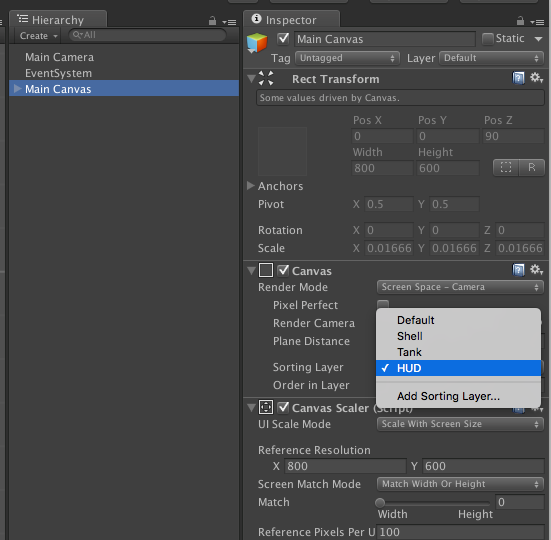 Hierarchy
Create
All
Main Camera
EventSystem
Main Canvas
Inspector
Main Canvas
Static
Tag Untagged Layer Default
Rect Transform
Some values driven by Canvas.
Pos X Pos Y Pos Z
0 0 90
Width Height
800 600
R
Anchors
Pivot X 0.5 Y 0.5
Rotation X 0 Y 0 Z 0
Scale X 0.01666 Y 0.01666 Z 0.01666
Canvas
Render Mode Screen Space - Camera
Pixel Perfect
Render Camera
Plane Distance
Sorting Layer
Order in Layer
Default
Shell
Tank
✓ HUD
Add Sorting Layer...
Canvas Scaler (Script)
UI Scale Mode Scale With Screen Size
Reference Resolution
X 800 Y 600
Screen Match Mode Match Width Or Height
Match 0
Width Height
Reference Pixels Per U 100